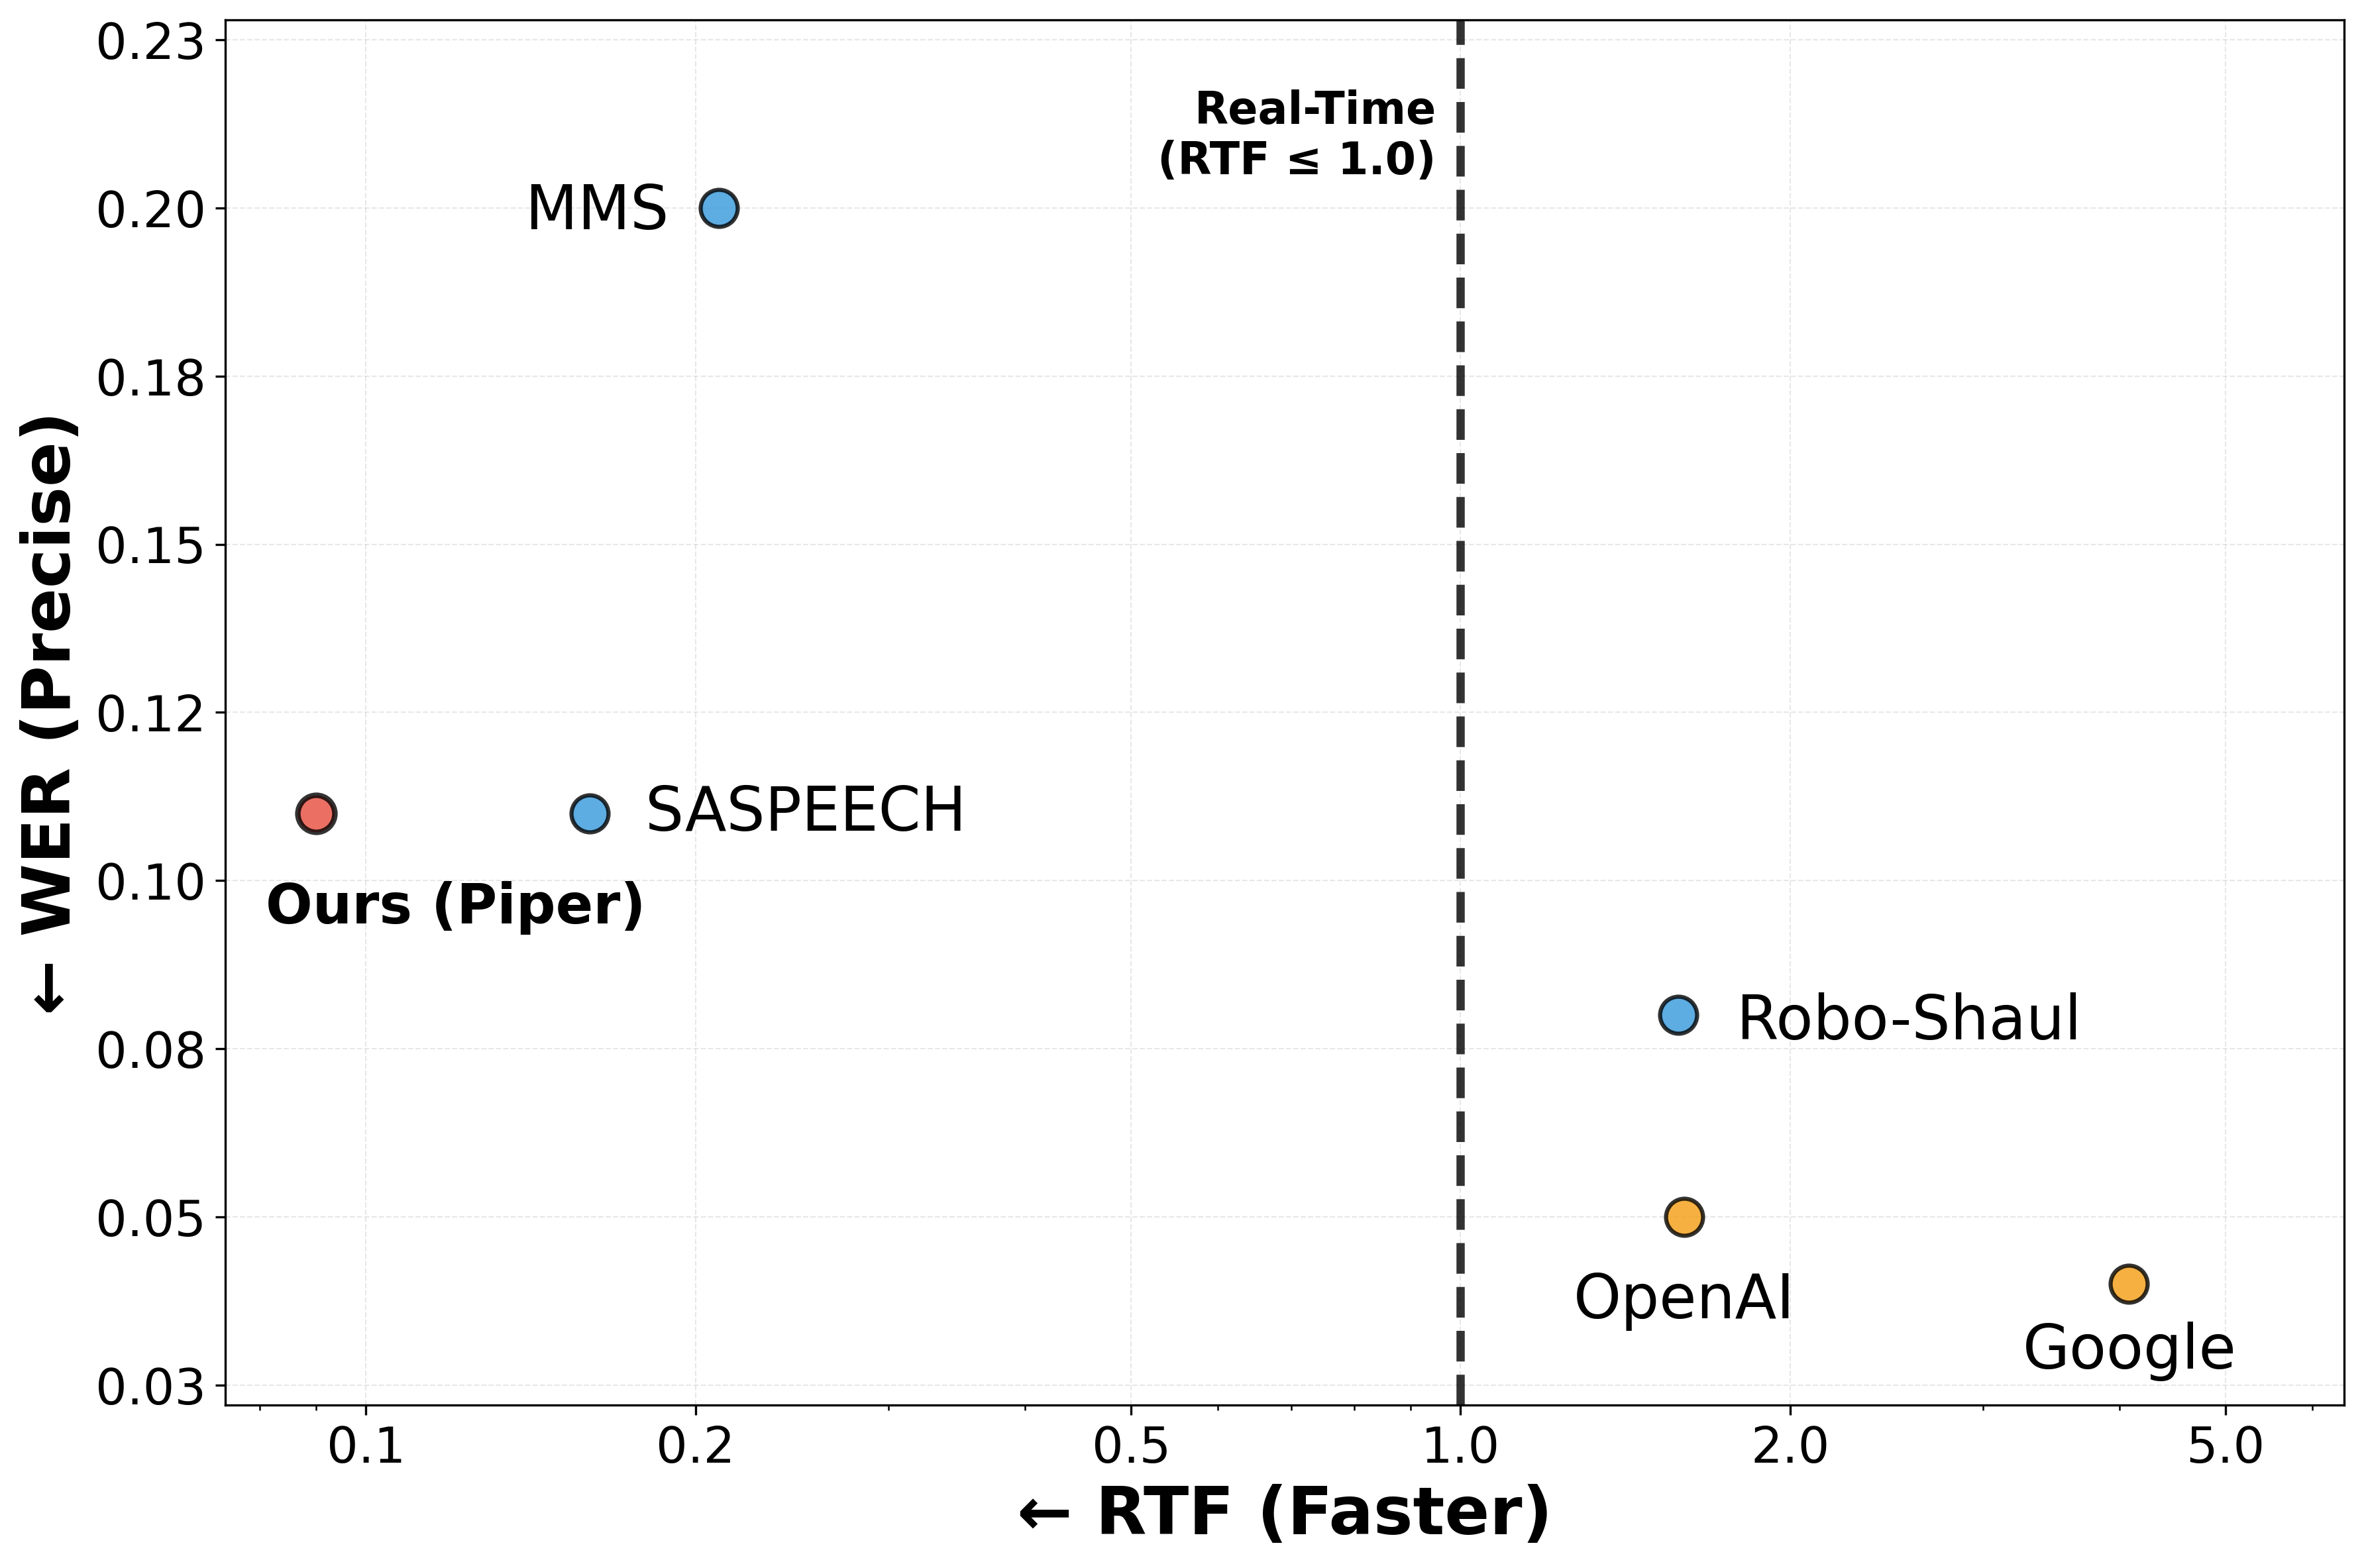 0.23
Real-Time
(RTF ≤ 1.0)
0.20
MMS
0.18
0.15
0.12
SASPEECH
0.10
Ours (Piper)
Robo-Shaul
0.08
0.05
OpenAI
Google
0.03
← WER (Precise)
0.1 0.2 0.5 1.0 2.0 5.0
← RTF (Faster)